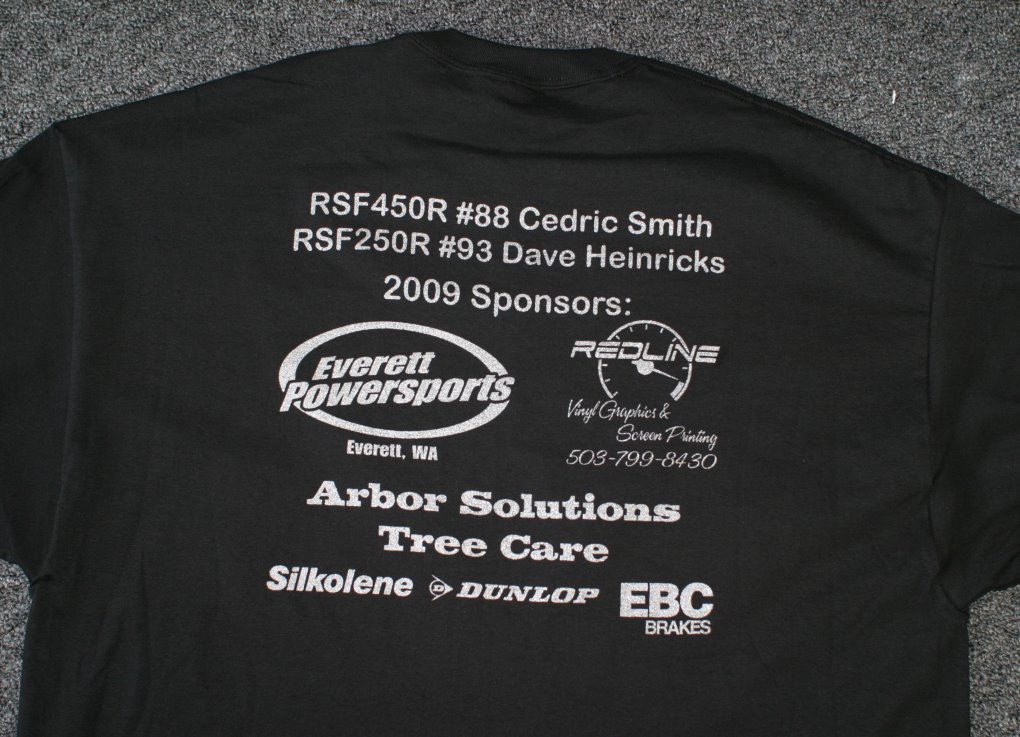 RSF450R #88 Cedric Smith
RSF250R #93 Dave Heinricks
2009 Sponsors:
Everett
Powersports
Everett, WA
REDLINE
Vinyl Graphics &
Screen Printing
503-799-8430
Arbor Solutions
Tree Care
Silkolene D DUNLOP EBC
BRAKES